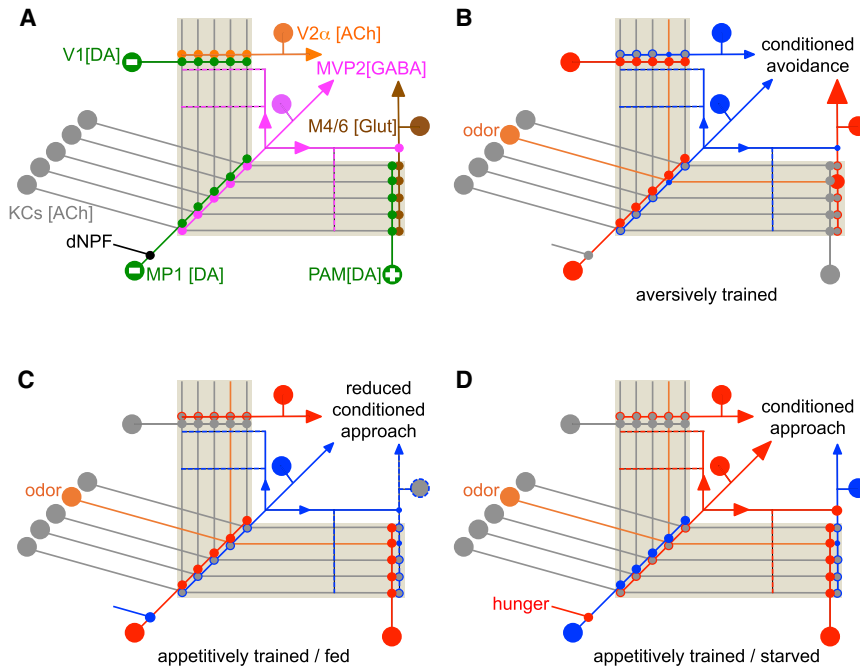 A
V2α [ACh]
V1[DA]
MVP2[GABA]
M4/6 [Glut]
KCs [ACh]
dNPF
MP1 [DA]
PAM[DA]
B
conditioned
avoidance
odor
aversively trained
C
reduced
conditioned
approach
odor
appetitively trained / fed
D
conditioned
approach
odor
hunger
appetitively trained / starved